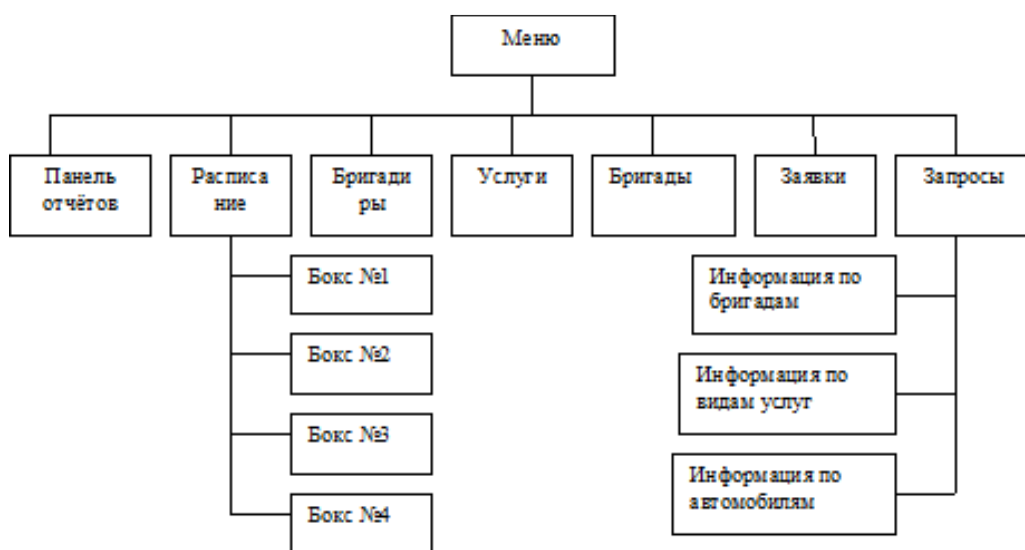 Меню
Панель
отчётов
Расписа
ние
Бригади
ры
Услуги
Бригады
Заявки
Запросы
Бокс №1
Бокс №2
Бокс №3
Бокс №4
Информация по
бригадам
Информация по
видам услуг
Информация по
автомобилям